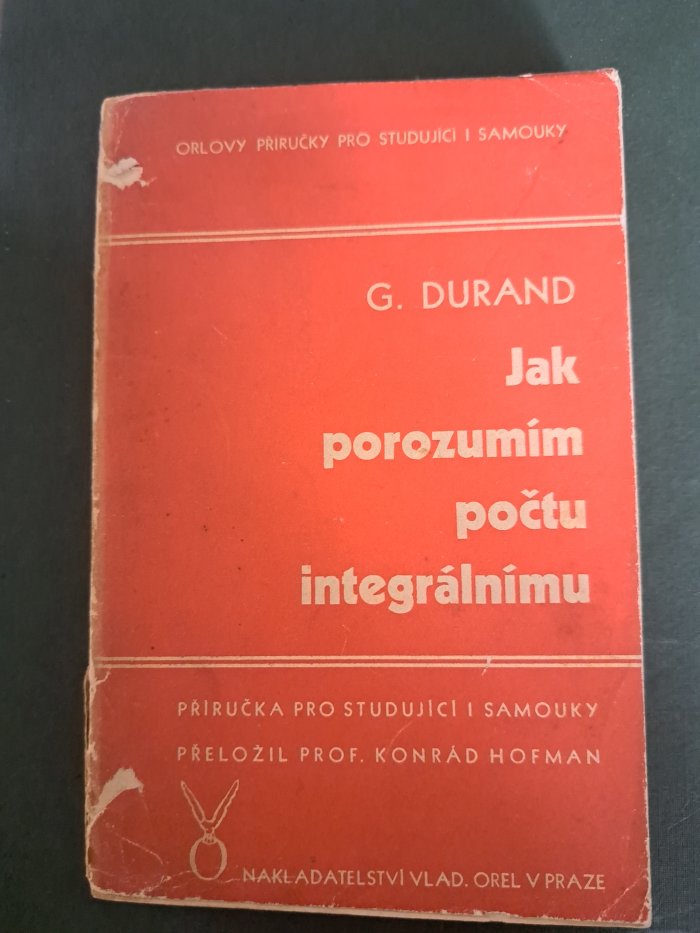 ORLOVY PŘÍRUČKY PRO STUDUJÍCÍ I SAMOUKY
G. DURAND
Jak
porozumím
počtu
integrálnímu
PŘÍRUČKA PRO STUDUJÍCÍ I SAMOUKY
PŘELOŽIL PROF. KONRÁD HOFMAN
NAKLADATELSTVÍ VLAD. OREL V PRAZE